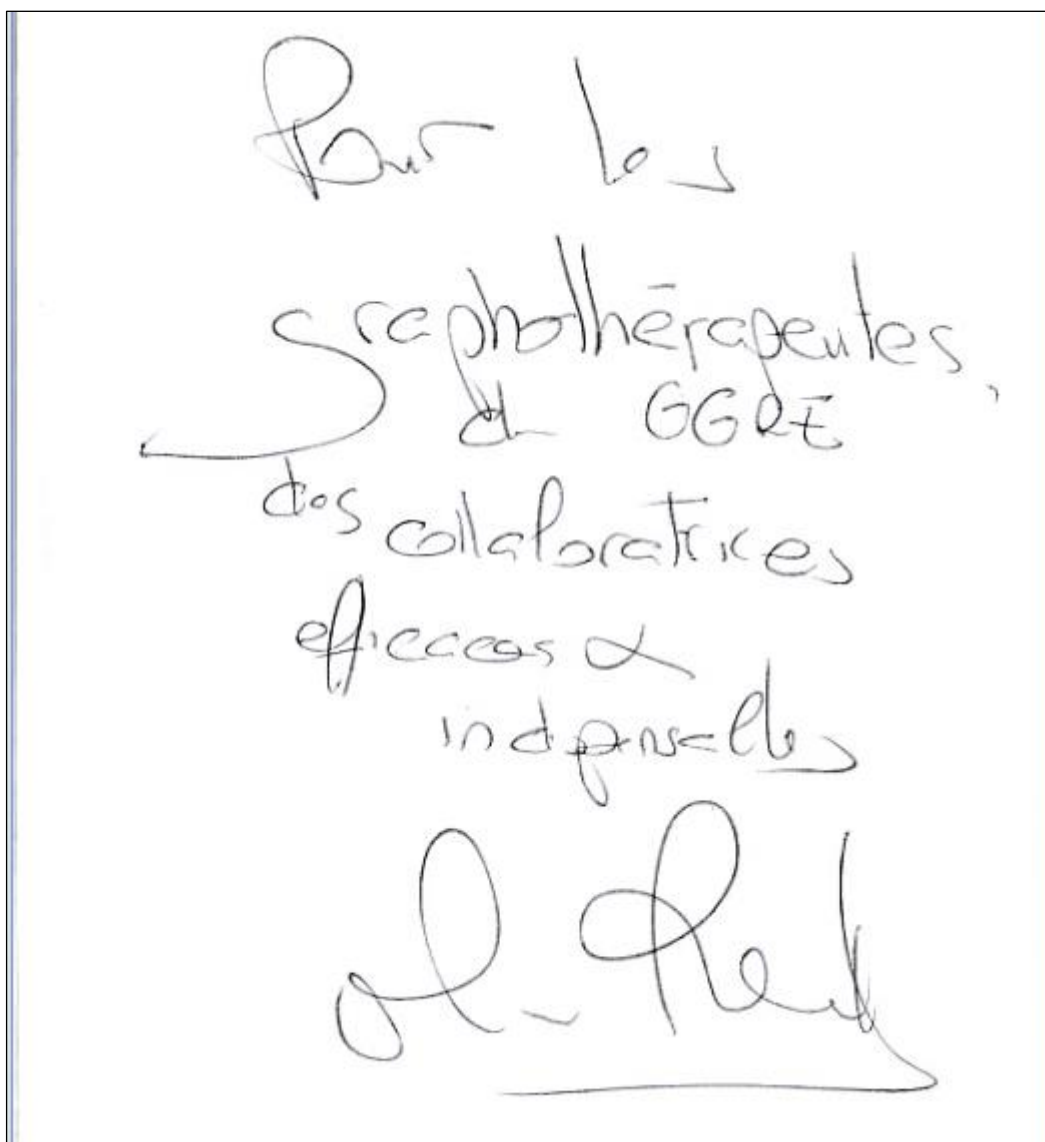 Pour les
graphothérapeutes,
du GGRE
des collaboratrices
efficaces &
indispensables